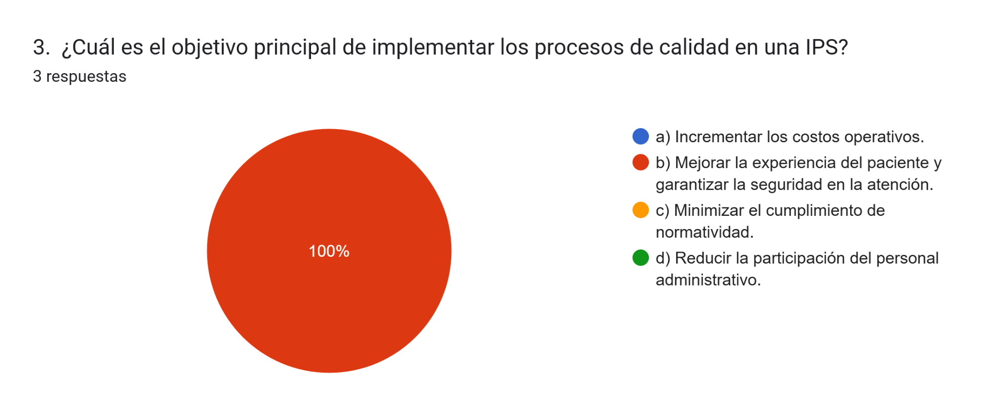 3. ¿Cuál es el objetivo principal de implementar los procesos de calidad en una IPS?
3 respuestas
100%
a) Incrementar los costos operativos.
b) Mejorar la experiencia del paciente y
garantizar la seguridad en la atención.
c) Minimizar el cumplimiento de
normatividad.
d) Reducir la participación del personal
administrativo.